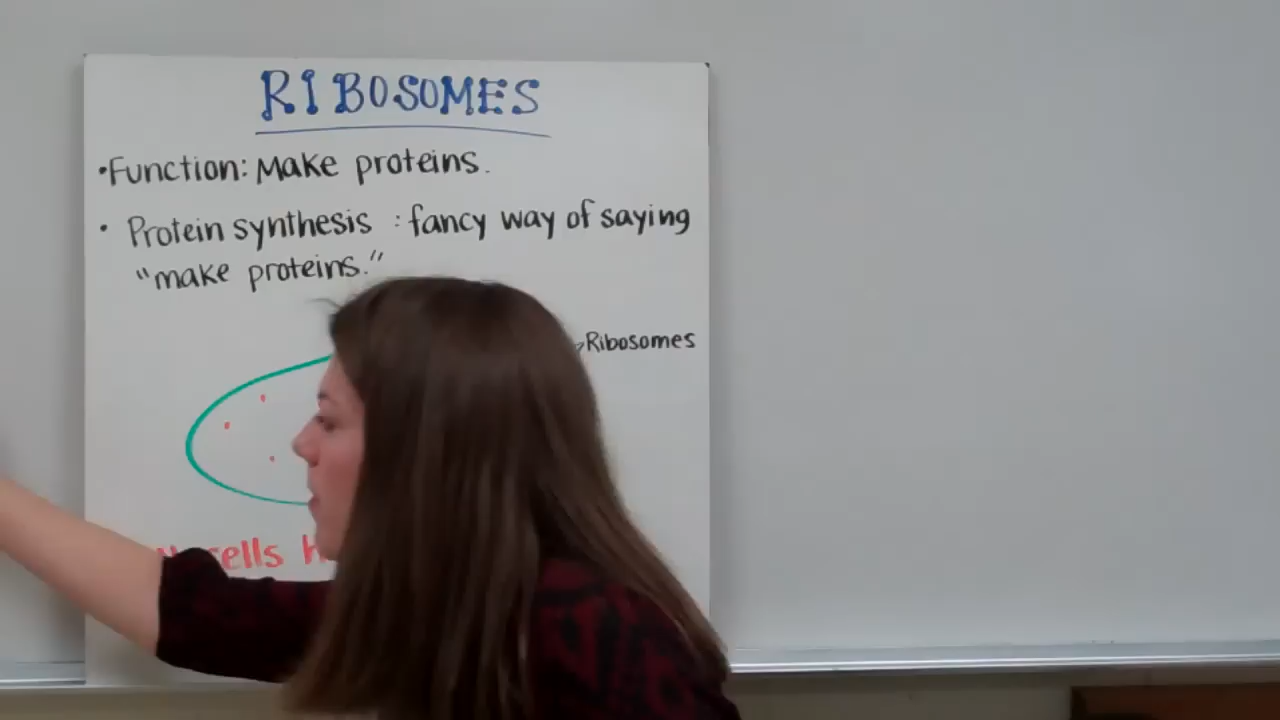 RIBOSOMES
•Function: Make proteins.
• Protein synthesis : fancy way of saying
"make proteins."
Ribosomes
cells